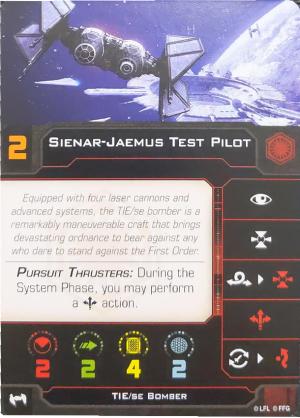 2 SIENAR-JAEMUS TEST PILOT
Equipped with four laser cannons and
advanced systems, the TIE/se bomber is a
remarkably maneuverable craft that brings
devastating ordnance to bear against any
who dare to stand against the First Order.
PURSUIT THRUSTERS: During the
System Phase, you may perform
a action.
2 2 4 2
TIE/SE BOMBER
©LFL ©FFG